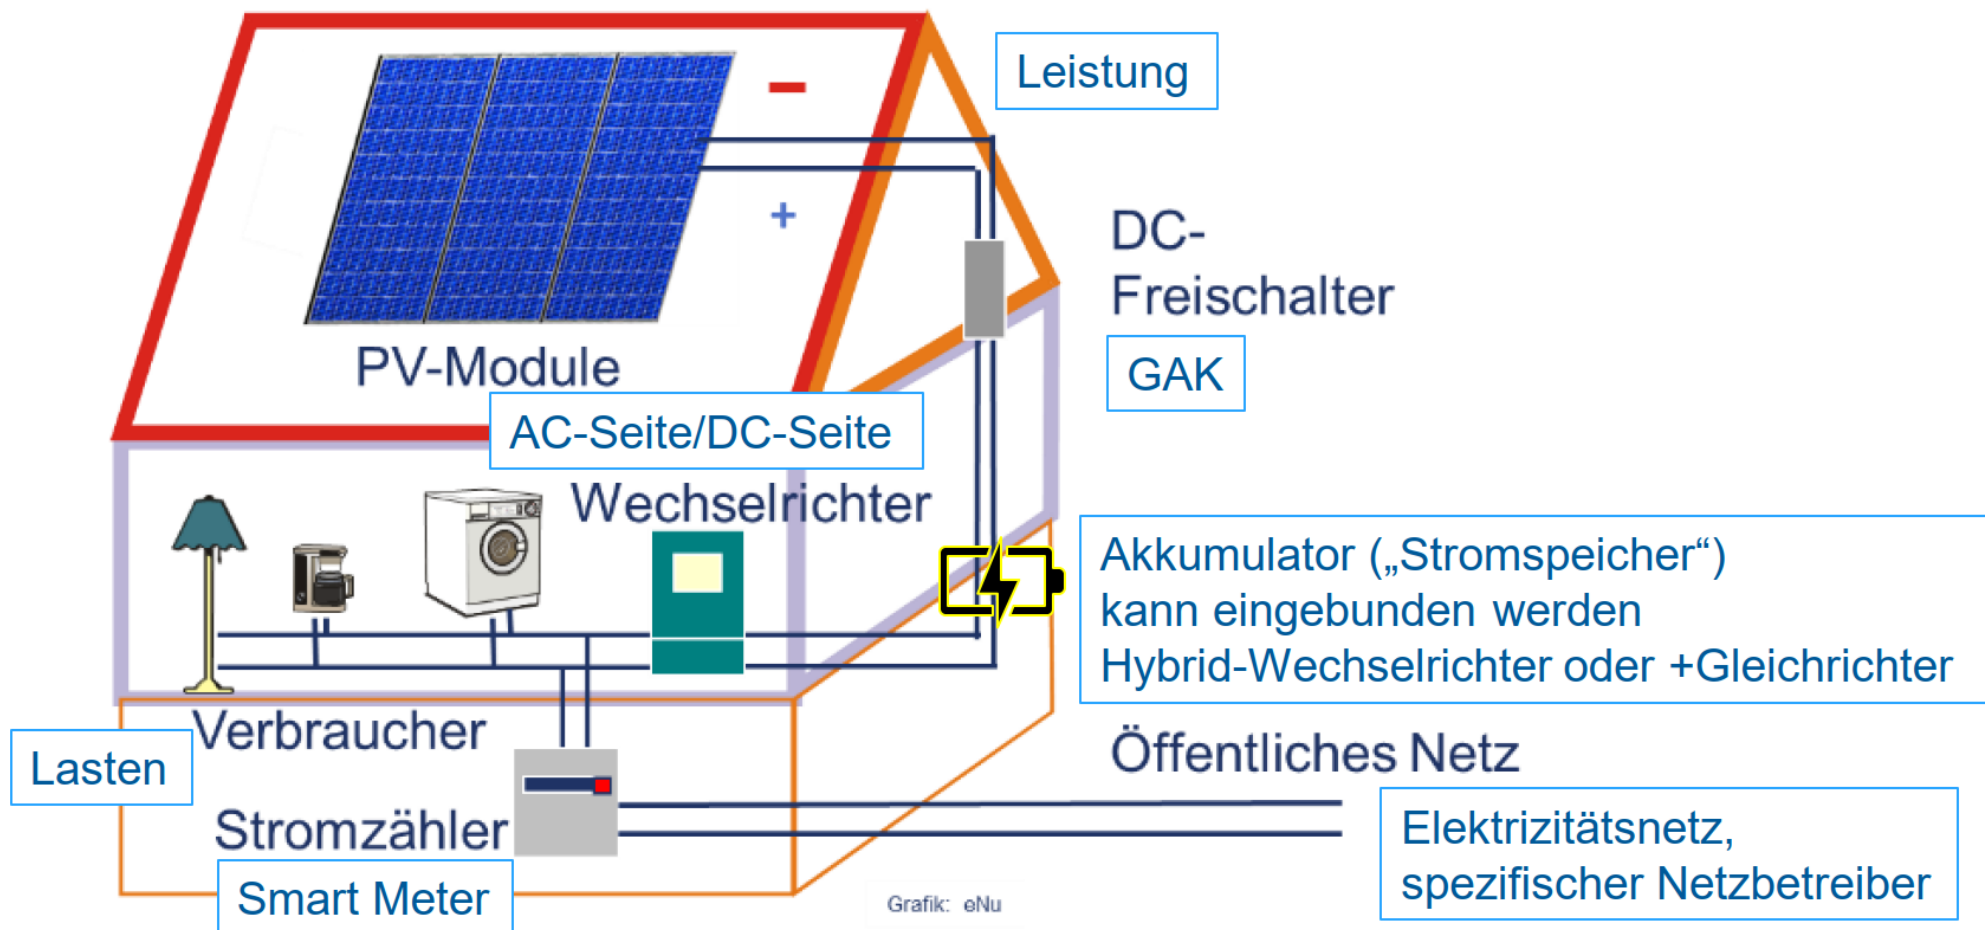 Leistung
−
+
DC-
Freischalter
GAK
PV-Module
AC-Seite/DC-Seite
Wechselrichter
Akkumulator („Stromspeicher“)
kann eingebunden werden
Hybrid-Wechselrichter oder +Gleichrichter
Verbraucher
Lasten
Öffentliches Netz
Stromzähler
Elektrizitätsnetz,
spezifischer Netzbetreiber
Smart Meter
Grafik: eNu